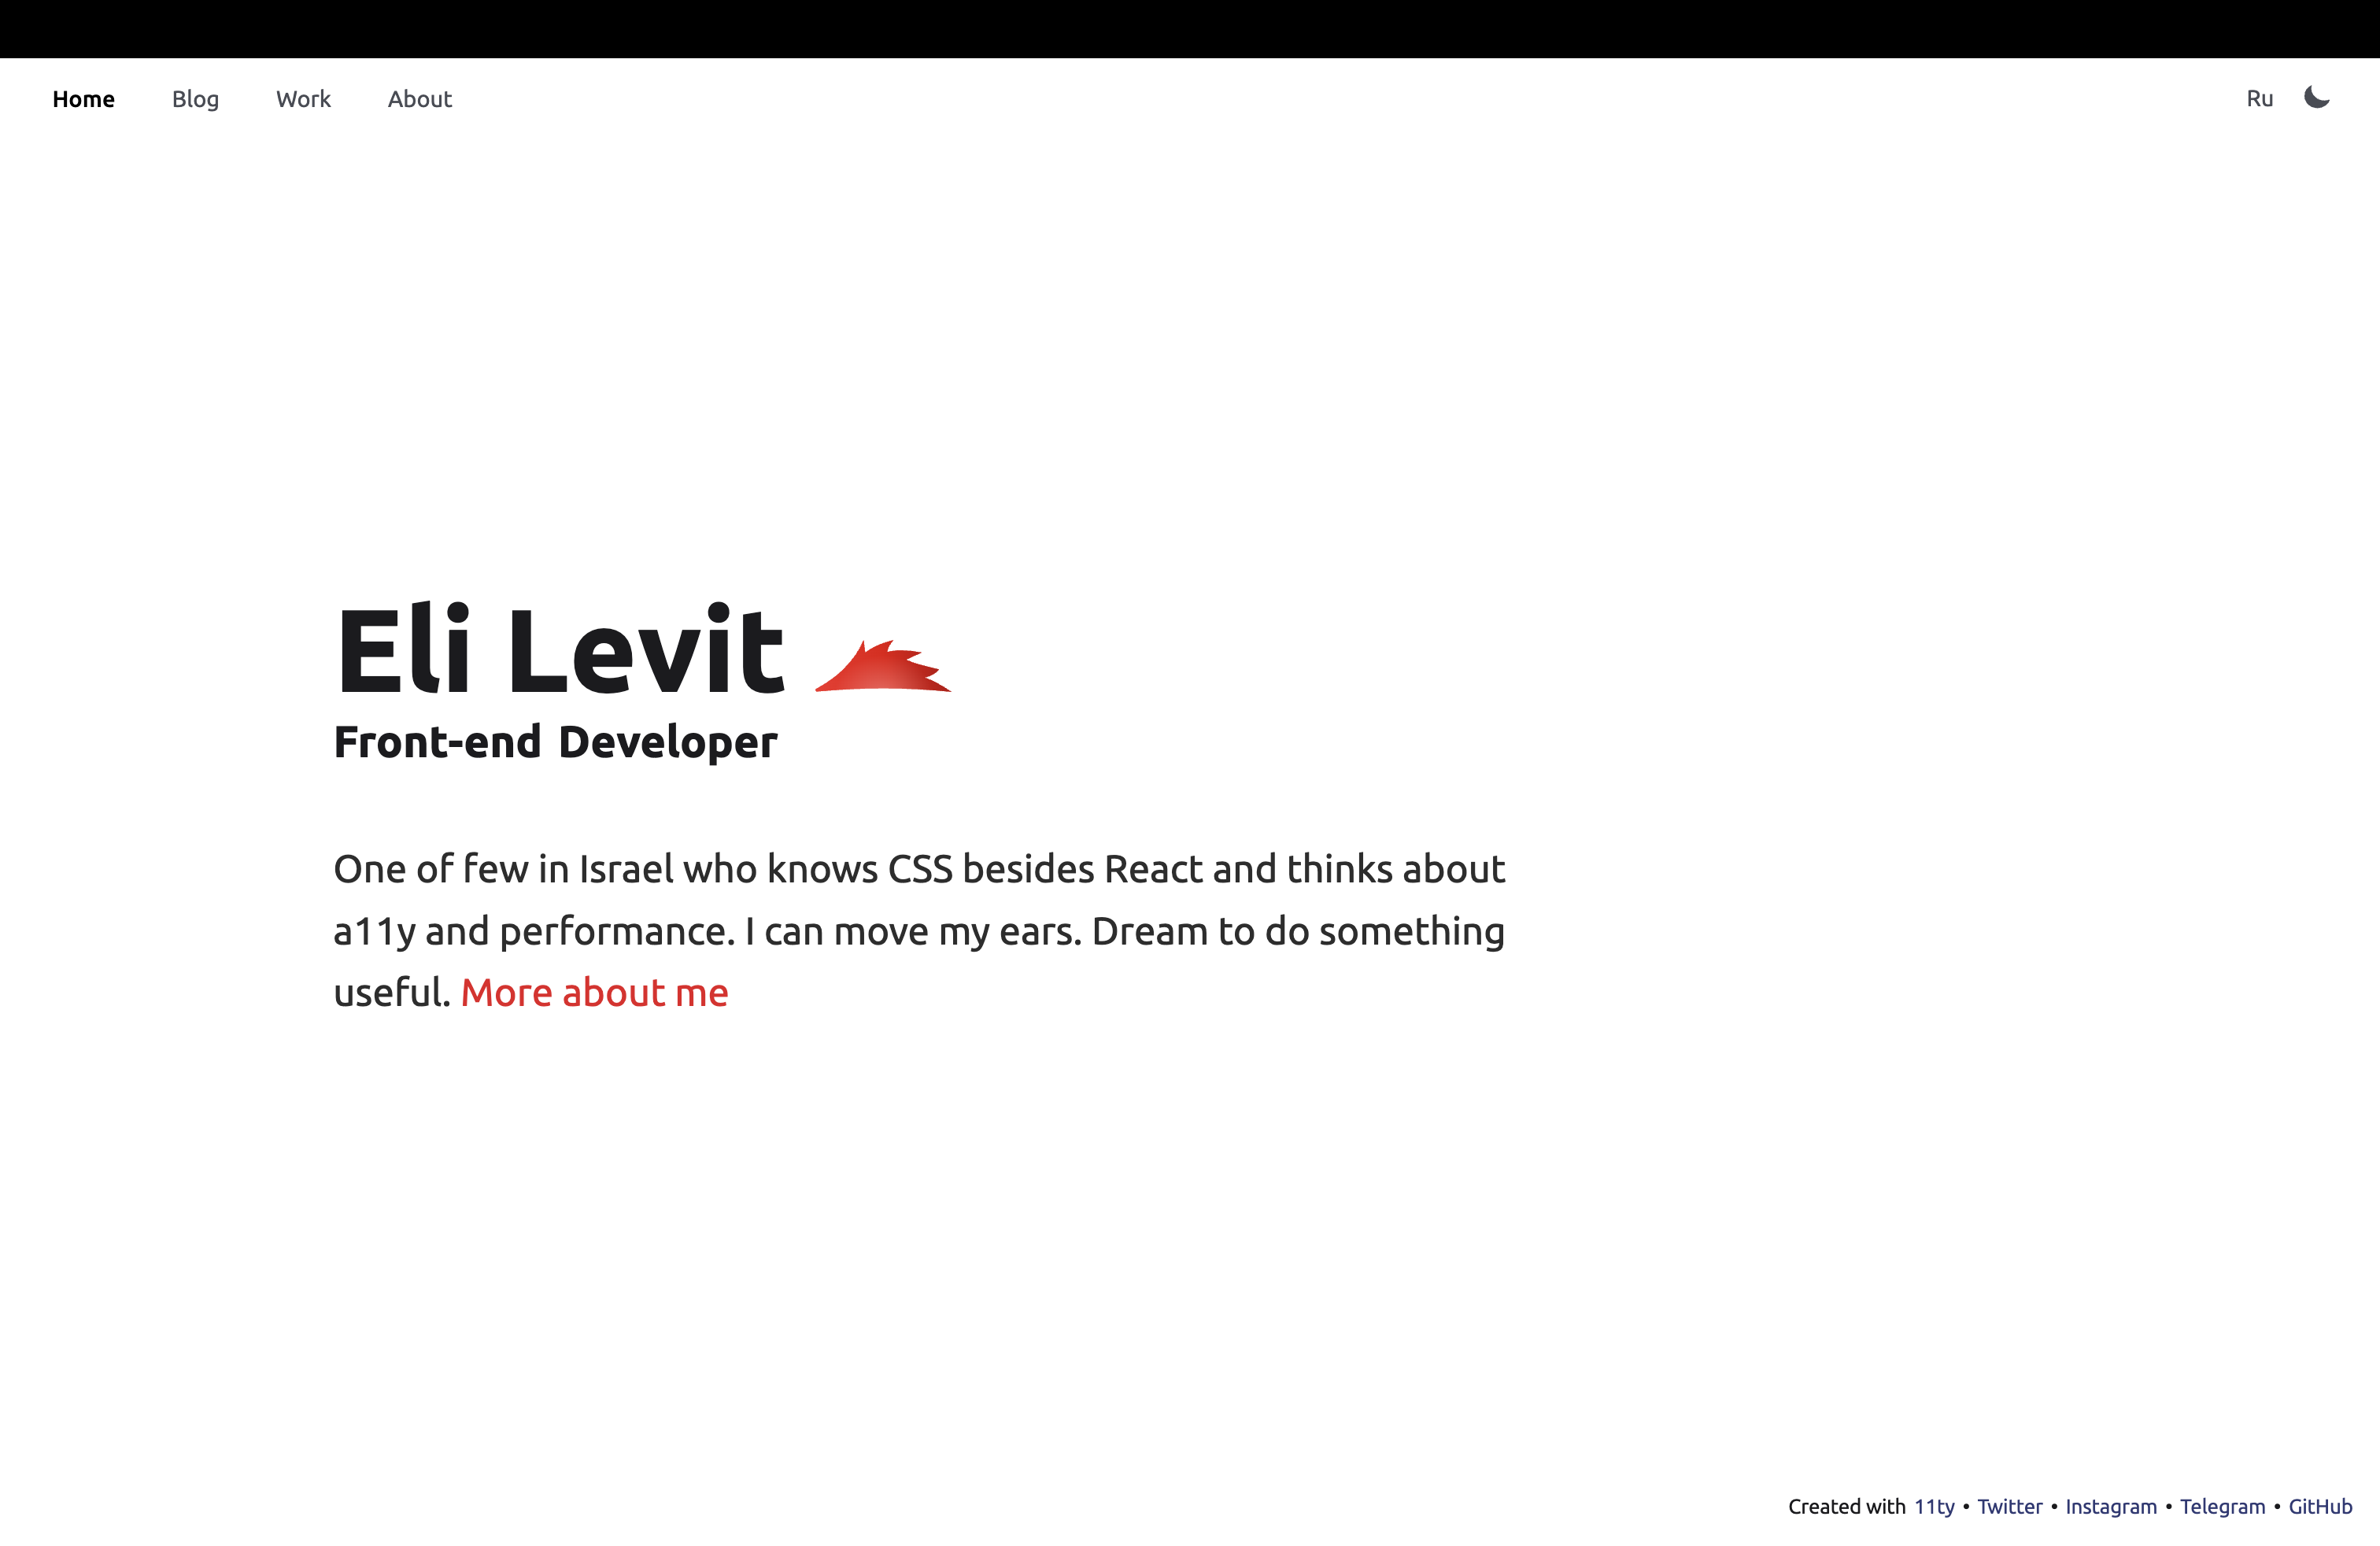 Home Blog Work About Ru
Eli Levit
Front-end Developer
One of few in Israel who knows CSS besides React and thinks about
a11y and performance. I can move my ears. Dream to do something
useful. More about me
Created with 11ty • Twitter • Instagram • Telegram • GitHub